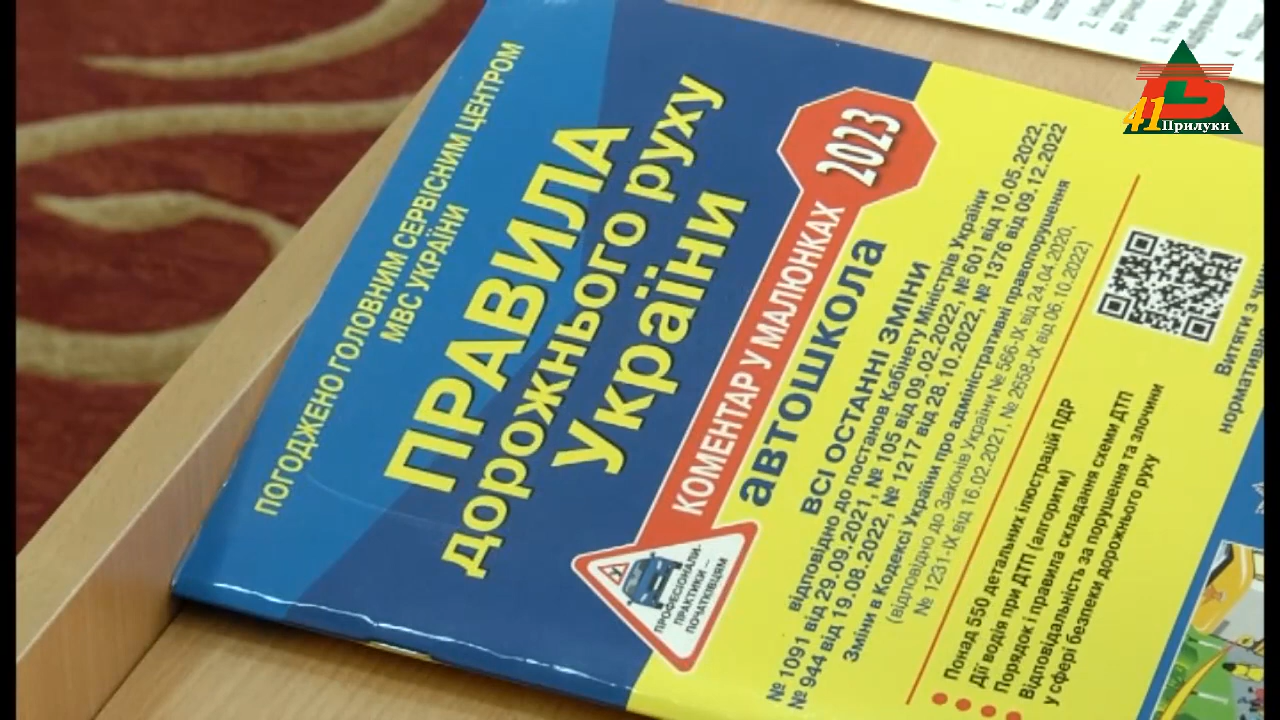 ПОГОДЖЕНО ГОЛОВНИМ СЕРВІСНИМ ЦЕНТРОМ
МВС УКРАЇНИ
ПРАВИЛА
дорожнього руху
України
КОМЕНТАР У МАЛЮНКАХ 2023
ПРОФЕСІОНАЛИ-
ПРАКТИКИ –
ПОЧАТКІВЦЯМ
автошкола
ВСІ ОСТАННІ ЗМІНИ
відповідно до постанов Кабінету Міністрів України
№ 1091 від 29.09.2021, № 105 від 09.02.2022, № 601 від 10.05.2022,
№ 944 від 19.08.2022, № 1217 від 28.10.2022, № 1376 від 09.12.2022
Зміни в Кодексі України про адміністративні правопорушення
(відповідно до Законів України № 566-IX від 24.04.2020,
№ 1231-IX від 16.02.2021, № 2658-IX від 06.10.2022)
Понад 550 детальних ілюстрацій ПДР
Дії водія при ДТП (алгоритм)
Порядок і правила складання схеми ДТП
Відповідальність за порушення та злочини
у сфері безпеки дорожнього руху
Витяги з
нормативно
ТБ
41 Прилуки